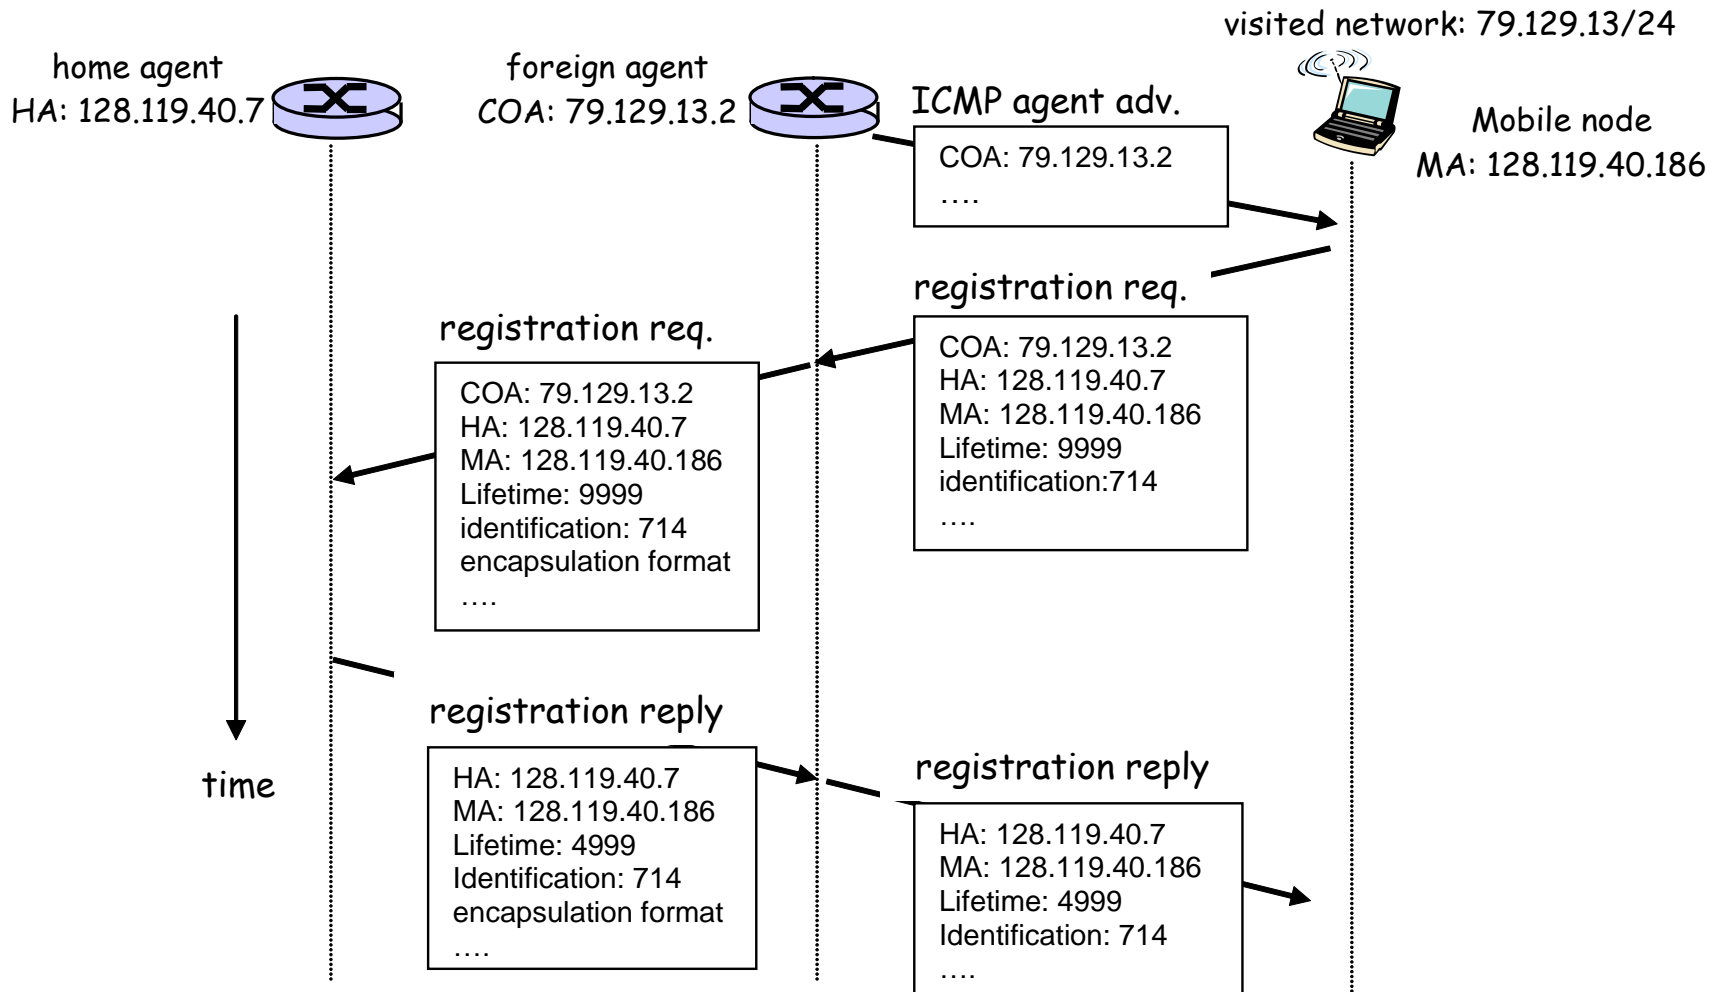 visited network: 79.129.13/24
home agent
HA: 128.119.40.7
foreign agent
COA: 79.129.13.2
ICMP agent adv.
COA: 79.129.13.2
….
Mobile node
MA: 128.119.40.186
registration req.
COA: 79.129.13.2
HA: 128.119.40.7
MA: 128.119.40.186
Lifetime: 9999
identification:714
….
registration req.
COA: 79.129.13.2
HA: 128.119.40.7
MA: 128.119.40.186
Lifetime: 9999
identification: 714
encapsulation format
….
time
registration reply
HA: 128.119.40.7
MA: 128.119.40.186
Lifetime: 4999
Identification: 714
encapsulation format
….
registration reply
HA: 128.119.40.7
MA: 128.119.40.186
Lifetime: 4999
Identification: 714
….